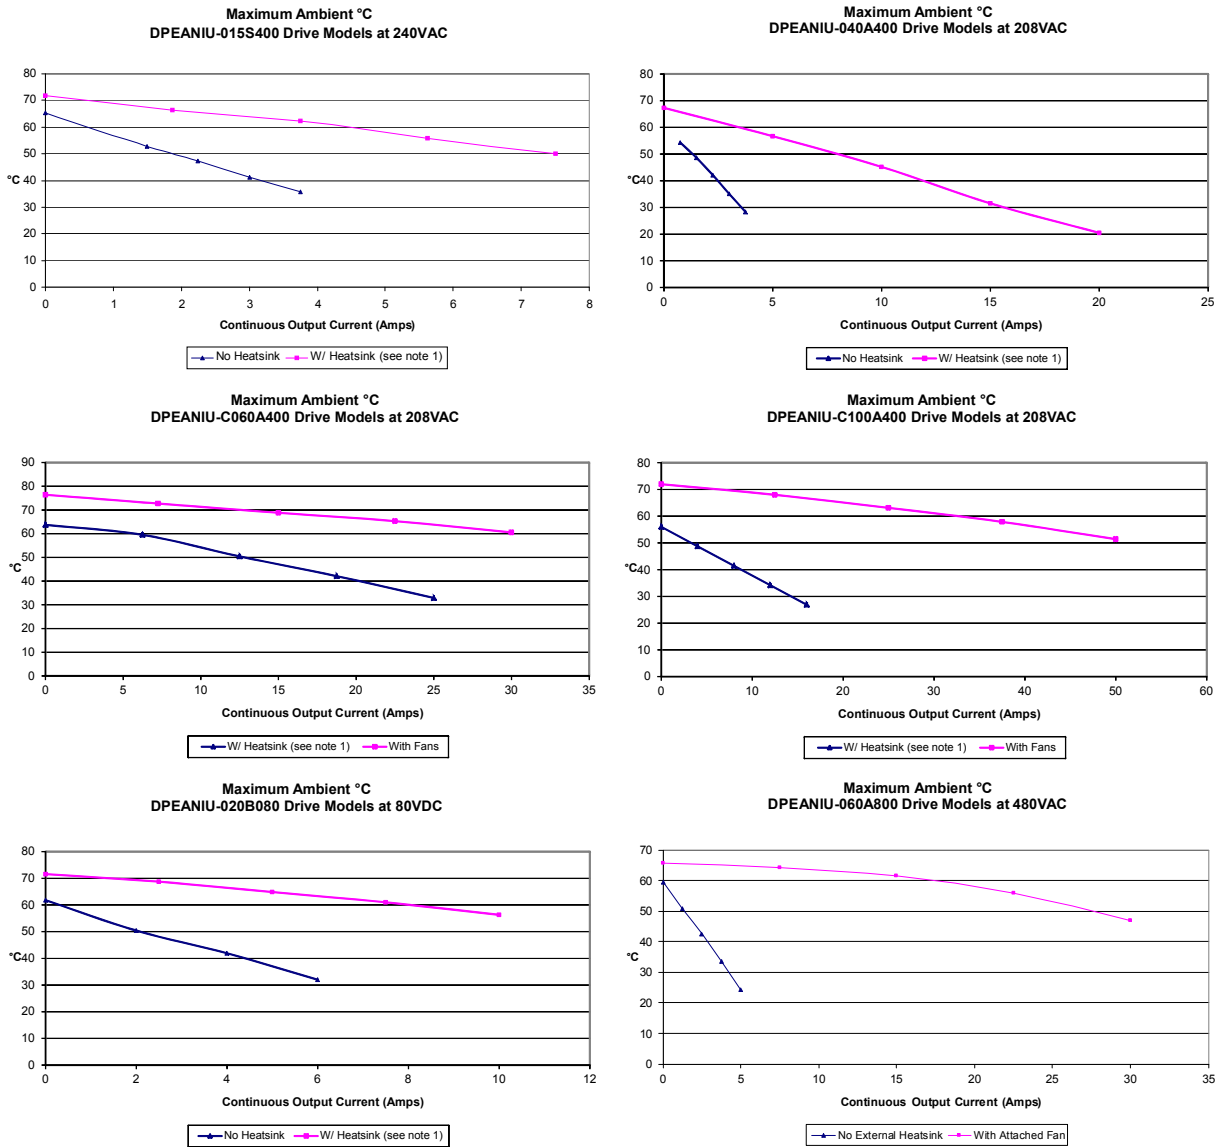 Maximum Ambient °C
DPEANIU-015S400 Drive Models at 240VAC
80
70
60
50
°C
40
30
20
10
0
0 1 2 3 4 5 6 7 8
Continuous Output Current (Amps)
No Heatsink W/ Heatsink (see note 1)
Maximum Ambient °C
DPEANIU-040A400 Drive Models at 208VAC
80
70
60
50
°C
40
30
20
10
0
0 5 10 15 20 25
Continuous Output Current (Amps)
No Heatsink W/ Heatsink (see note 1)
Maximum Ambient °C
DPEANIU-C060A400 Drive Models at 208VAC
90
80
70
60
50
°C
40
30
20
10
0
0 5 10 15 20 25 30 35
Continuous Output Current (Amps)
W/ Heatsink (see note 1) With Fans
Maximum Ambient °C
DPEANIU-C100A400 Drive Models at 208VAC
80
70
60
50
°C
40
30
20
10
0
0 10 20 30 40 50 60
Continuous Output Current (Amps)
W/ Heatsink (see note 1) With Fans
Maximum Ambient °C
DPEANIU-020B080 Drive Models at 80VDC
80
70
60
50
°C
40
30
20
10
0
0 2 4 6 8 10 12
Continuous Output Current (Amps)
No Heatsink W/ Heatsink (see note 1)
Maximum Ambient °C
DPEANIU-060A800 Drive Models at 480VAC
70
60
50
40
°C
30
20
10
0
0 5 10 15 20 25 30 35
Continuous Output Current (Amps)
No External Heatsink With Attached Fan